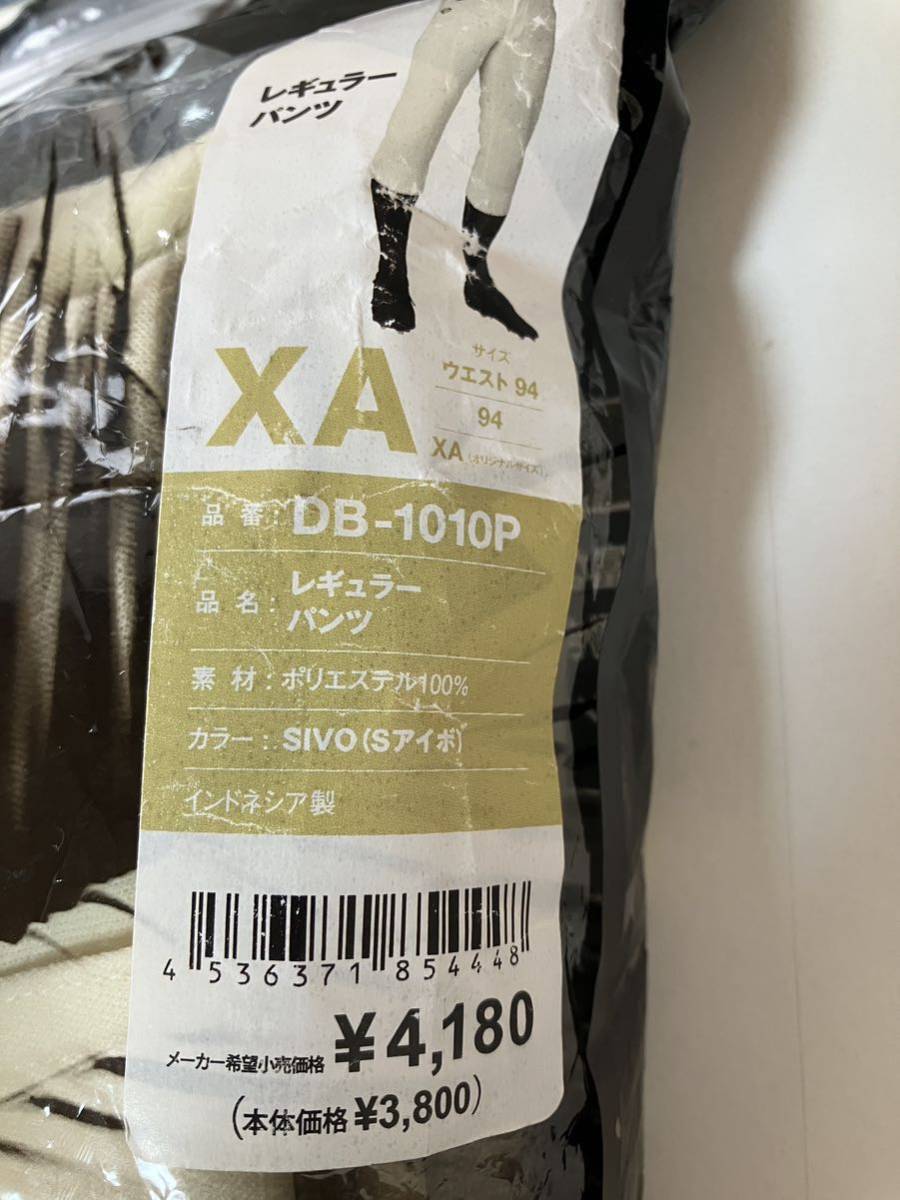 レギュラー
パンツ
XA
サイズ
ウエスト 94
94
XA (オリジナルサイズ)
品 番 : DB-1010P
品 名 : レギュラー
パンツ
素 材 : ポリエステル100%
カラー : SIVO(Sアイボ)
インドネシア製
4 536371 854448
メーカー希望小売価格 ¥4,180
(本体価格 ¥3,800)